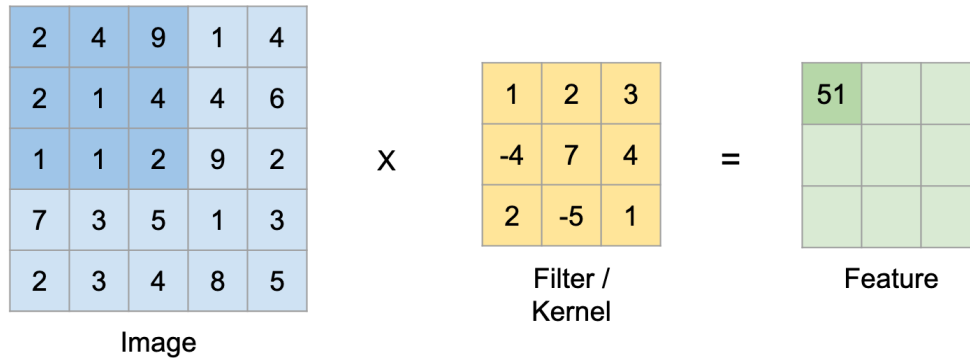 2 4 9 1 4
2 1 4 4 6
1 1 2 9 2
7 3 5 1 3
2 3 4 8 5
Image
x
1 2 3
-4 7 4
2 -5 1
Filter /
Kernel
=
51
Feature